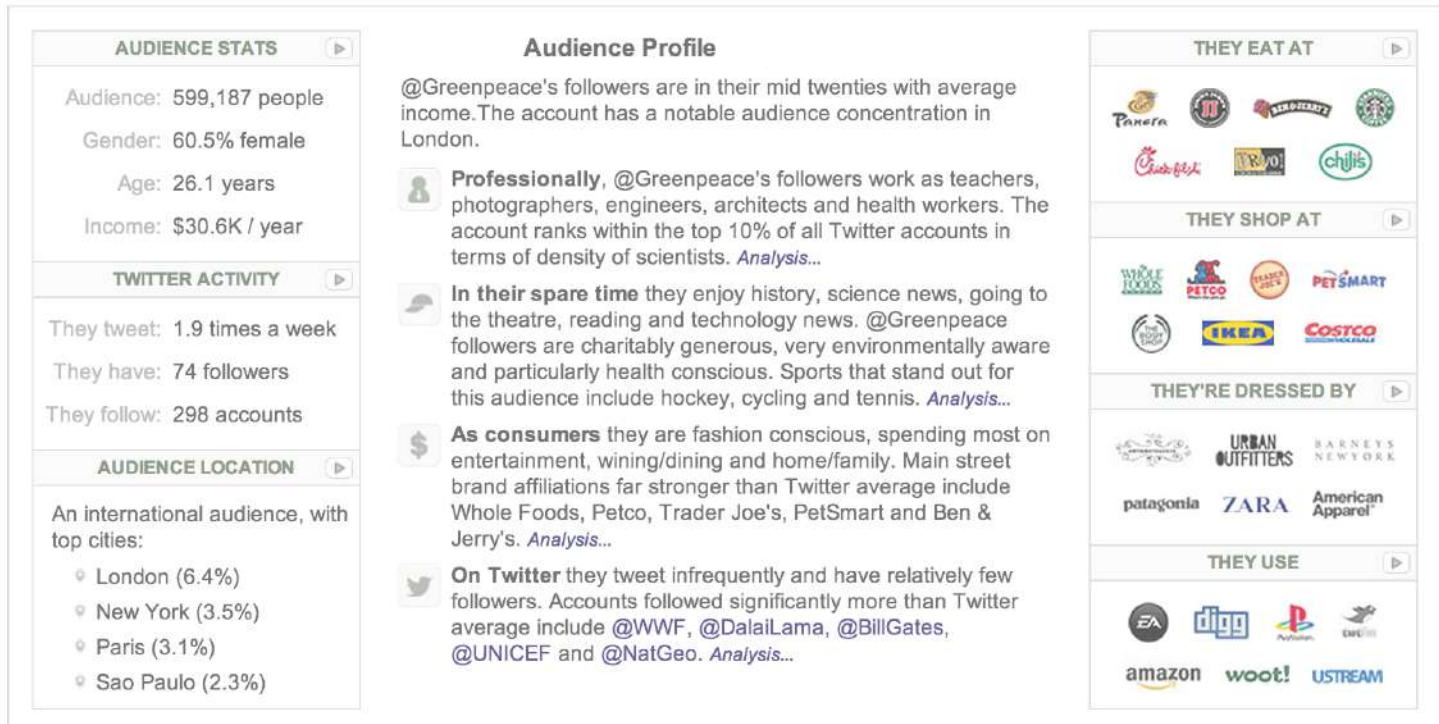 AUDIENCE STATS
Audience: 599,187 people
Gender: 60.5% female
Age: 26.1 years
Income: $30.6K / year
TWITTER ACTIVITY
They tweet: 1.9 times a week
They have: 74 followers
They follow: 298 accounts
AUDIENCE LOCATION
An international audience, with
top cities:
London (6.4%)
New York (3.5%)
Paris (3.1%)
Sao Paulo (2.3%)
Audience Profile
@Greenpeace's followers are in their mid twenties with average
income.The account has a notable audience concentration in
London.
Professionally, @Greenpeace's followers work as teachers,
photographers, engineers, architects and health workers. The
account ranks within the top 10% of all Twitter accounts in
terms of density of scientists. Analysis...
In their spare time they enjoy history, science news, going to
the theatre, reading and technology news. @Greenpeace
followers are charitably generous, very environmentally aware
and particularly health conscious. Sports that stand out for
this audience include hockey, cycling and tennis. Analysis...
As consumers they are fashion conscious, spending most on
entertainment, wining/dining and home/family. Main street
brand affiliations far stronger than Twitter average include
Whole Foods, Petco, Trader Joe's, PetSmart and Ben &
Jerry's. Analysis...
On Twitter they tweet infrequently and have relatively few
followers. Accounts followed significantly more than Twitter
average include @WWF, @DalaiLama, @BillGates,
@UNICEF and @NatGeo. Analysis...
THEY EAT AT
Panera
BEN & JERRY'S
STARBUCKS COFFEE
Chick-fil-A
chili's
THEY SHOP AT
WHOLE FOODS
PETCO
TRADER JOE'S
PETSMART
THE BODY SHOP
IKEA
COSTCO
WHOLESALE
THEY'RE DRESSED BY
URBAN
OUTFITTERS
BARNEYS
NEWYORK
patagonia
ZARA
American
Apparel
THEY USE
EA
digg
PlayStation
amazon
woot!
USTREAM